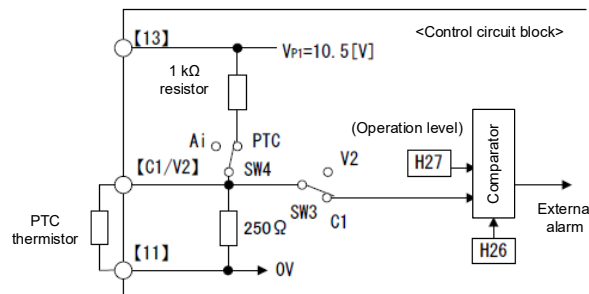 【13】
<Control circuit block>
VP1=10.5[V]
1 kΩ
resistor
Ai
PTC
(Operation level)
V2
H27
Comparator
【C1/V2】
SW4
SW3
C1
PTC
thermistor
250Ω
Externa
alarm
【11】
0V
H26